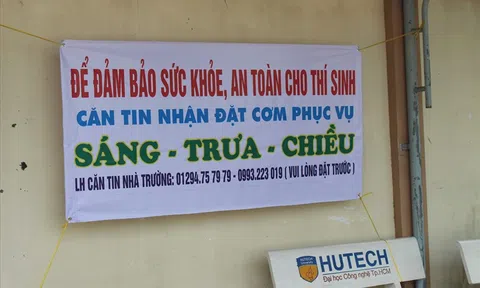 ĐỂ ĐẢM BẢO SỨC KHỎE, AN TOÀN CHO THÍ SINH
CĂN TIN NHẬN ĐẶT CƠM PHỤC VỤ
SÁNG - TRƯA - CHIỀU
LH CĂN TIN NHÀ TRƯỜNG: 01294.75 79 79 - 0993.223 019 ( VUI LÒNG ĐẶT TRƯỚC )
HUTECH
Đại học Công nghệ Tp.HCM